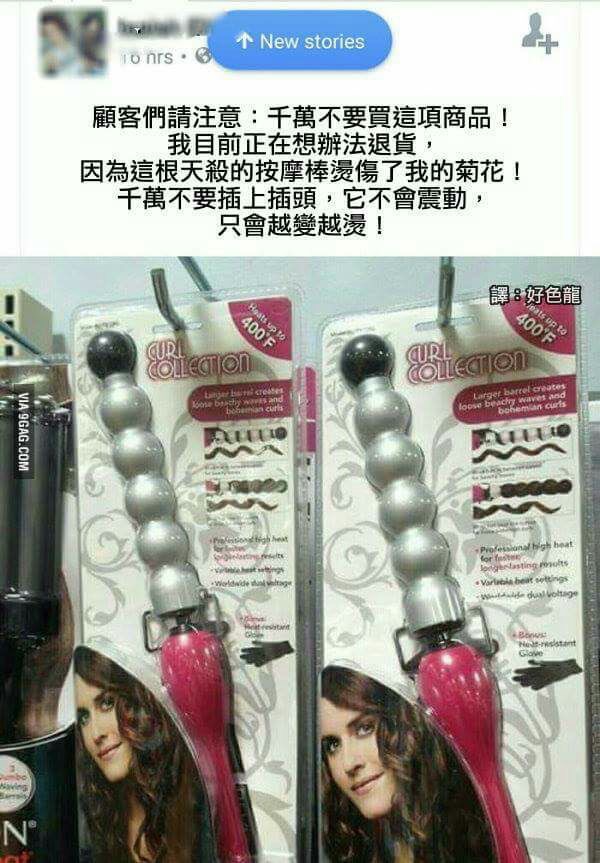 16 hrs
↑ New stories
顧客們請注意：千萬不要買這項商品！
我目前正在想辦法退貨，
因為這根天殺的按摩棒燙傷了我的菊花！
千萬不要插上插頭，它不會震動，
只會越變越燙！
譯：好色龍
VIA 9GAG.COM
Heats up to
400°F
CURL
COLLECTION
Larger barrel creates
loose beachy waves and
bohemian curls
•Professional high heat
for faster
longer-lasting results
•Variable heat settings
•Worldwide dual voltage
•Bonus:
Heat-resistant
Glove
Heats up to
400°F
CURL
COLLECTION
Larger barrel creates
loose beachy waves and
bohemian curls
•Professional high heat
for faster
longer-lasting results
•Variable heat settings
•Worldwide dual voltage
•Bonus:
Heat-resistant
Glove
3
Jumbo
Waving
Barrels
N®